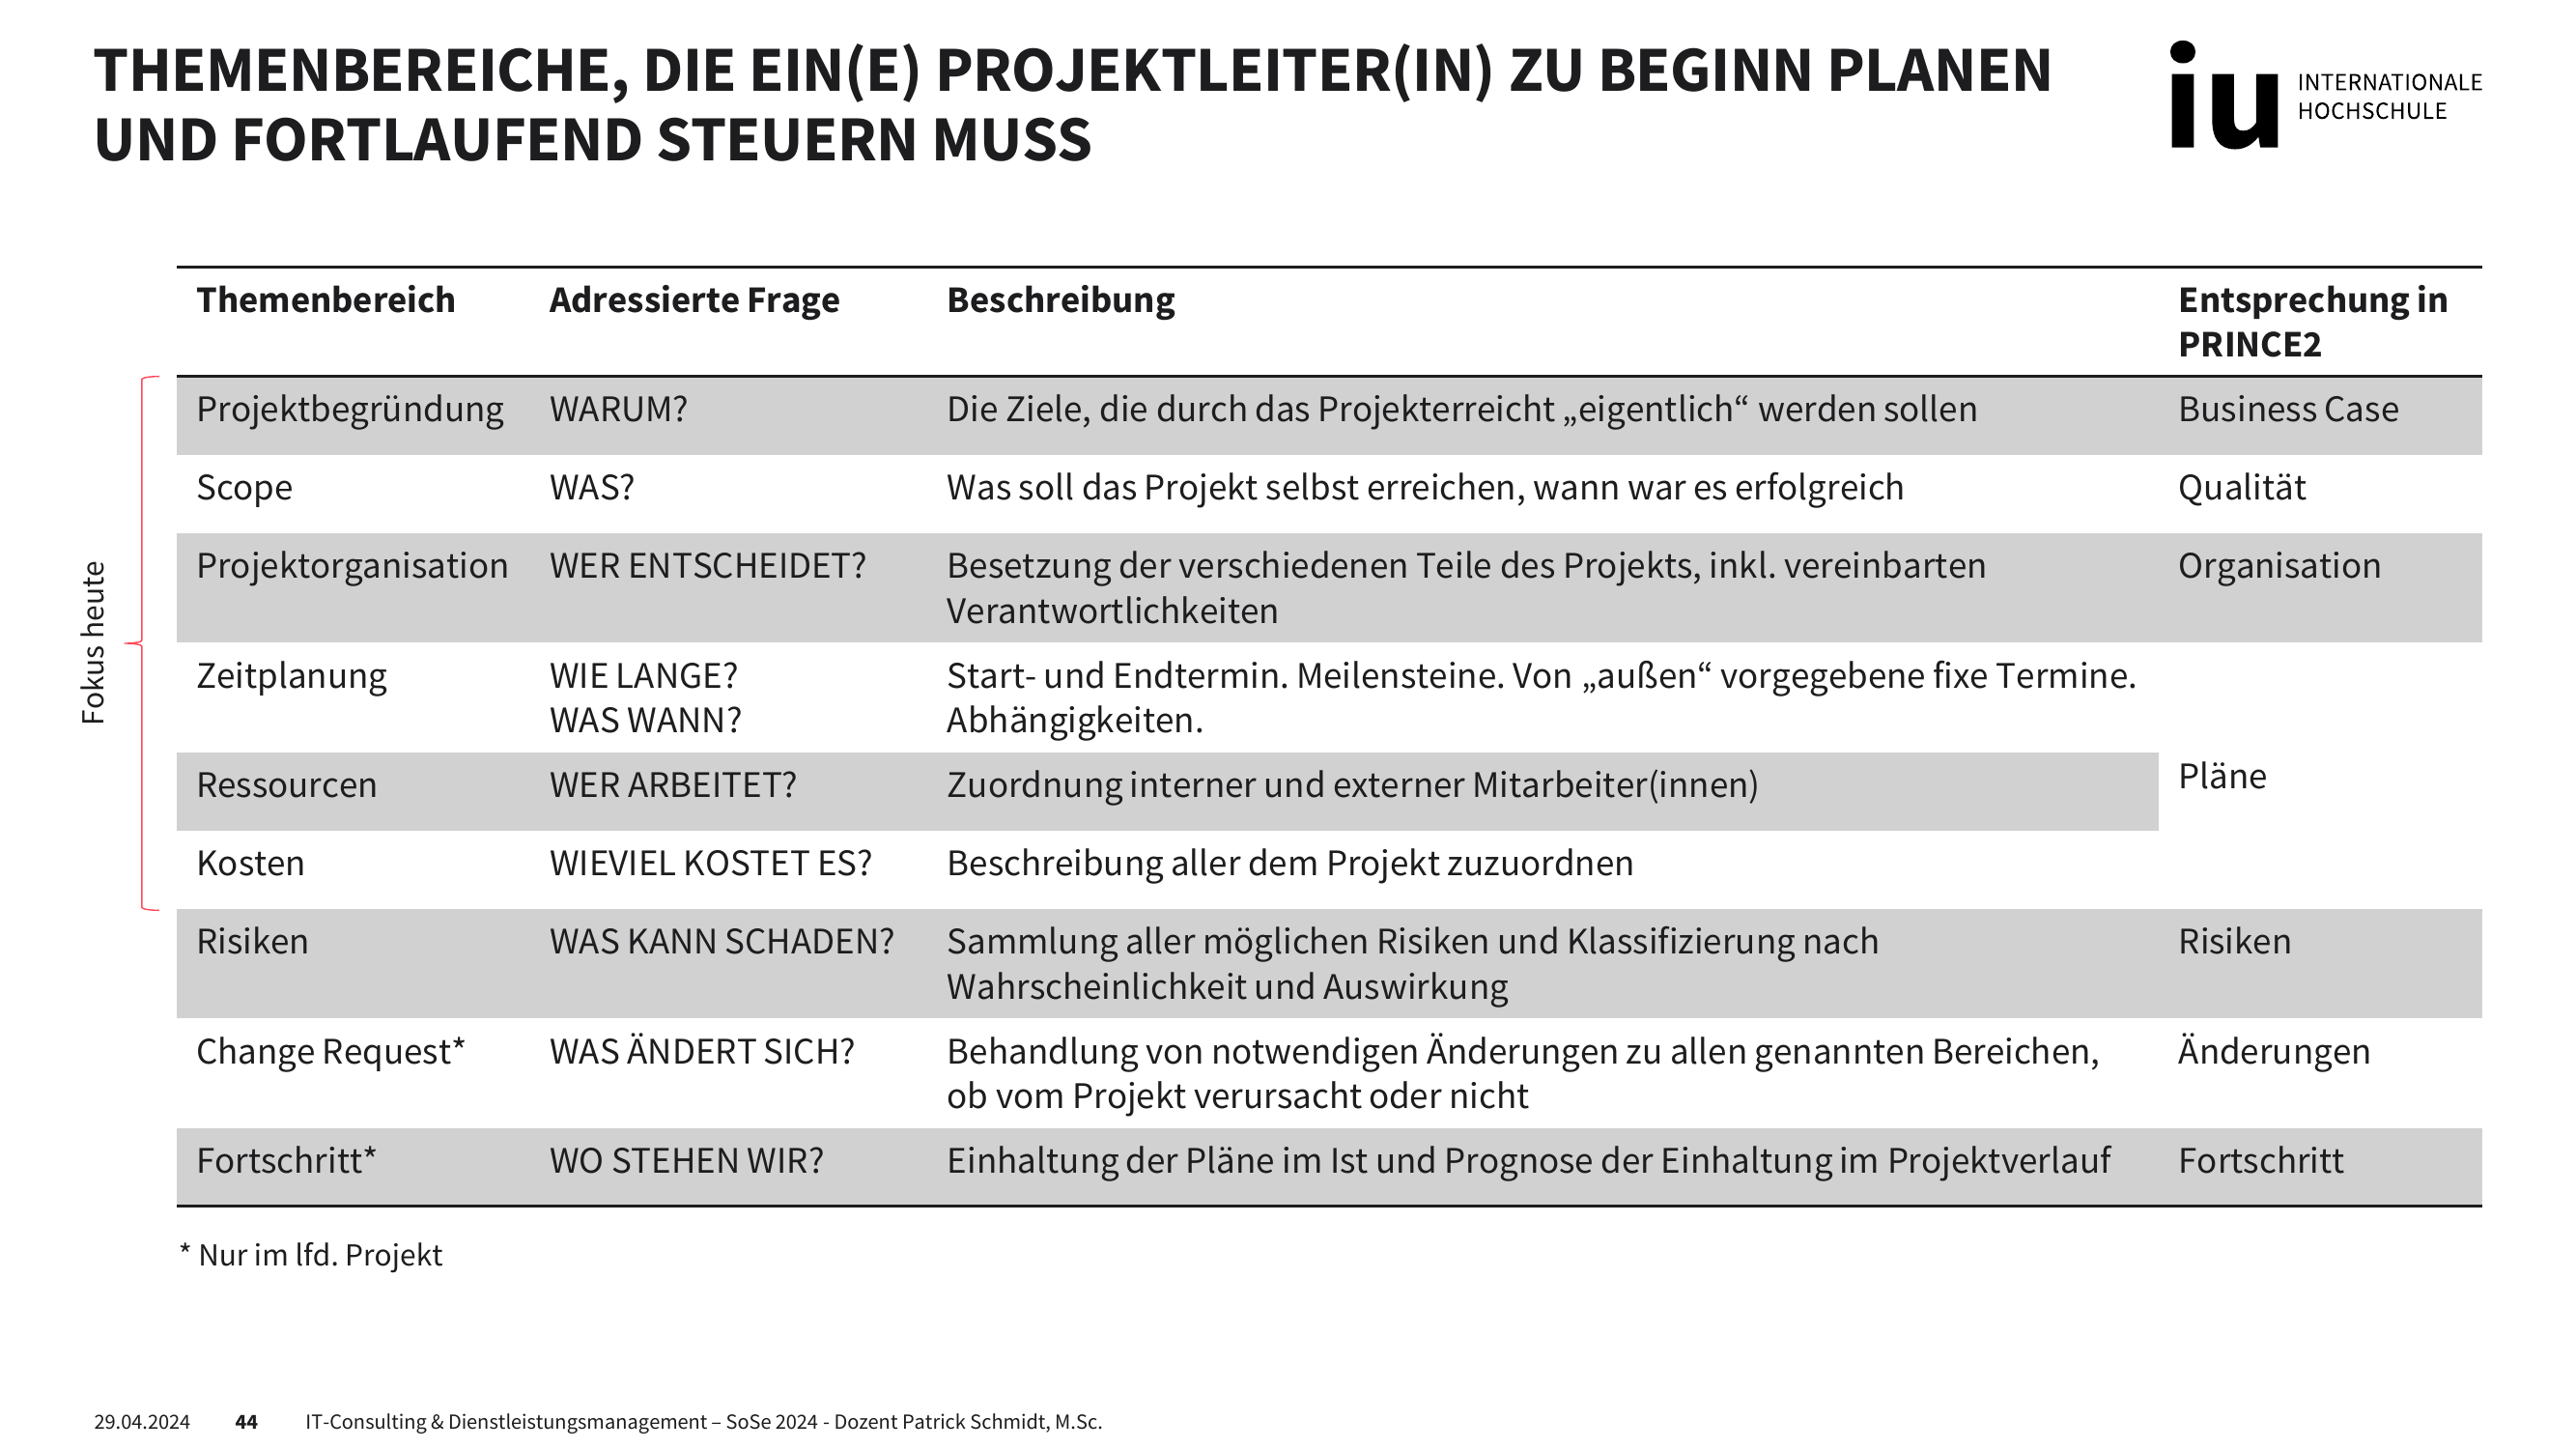 THEMENBEREICHE, DIE EIN(E) PROJEKTLEITER(IN) ZU BEGINN PLANEN
UND FORTLAUFEND STEUERN MUSS
iu INTERNATIONALE
HOCHSCHULE
Themenbereich Adressierte Frage Beschreibung Entsprechung in
PRINCE2
Fokus heute
Projektbegründung WARUM? Die Ziele, die durch das Projekterreicht „eigentlich“ werden sollen Business Case
Scope WAS? Was soll das Projekt selbst erreichen, wann war es erfolgreich Qualität
Projektorganisation WER ENTSCHEIDET? Besetzung der verschiedenen Teile des Projekts, inkl. vereinbarten Organisation
Verantwortlichkeiten
Zeitplanung WIE LANGE? Start- und Endtermin. Meilensteine. Von „außen“ vorgegebene fixe Termine.
WAS WANN? Abhängigkeiten.
Ressourcen WER ARBEITET? Zuordnung interner und externer Mitarbeiter(innen) Pläne
Kosten WIEVIEL KOSTET ES? Beschreibung aller dem Projekt zuzuordnen
Risiken WAS KANN SCHADEN? Sammlung aller möglichen Risiken und Klassifizierung nach Risiken
Wahrscheinlichkeit und Auswirkung
Change Request* WAS ÄNDERT SICH? Behandlung von notwendigen Änderungen zu allen genannten Bereichen, Änderungen
ob vom Projekt verursacht oder nicht
Fortschritt* WO STEHEN WIR? Einhaltung der Pläne im Ist und Prognose der Einhaltung im Projektverlauf Fortschritt
* Nur im lfd. Projekt
29.04.2024 44 IT-Consulting & Dienstleistungsmanagement – SoSe 2024 - Dozent Patrick Schmidt, M.Sc.